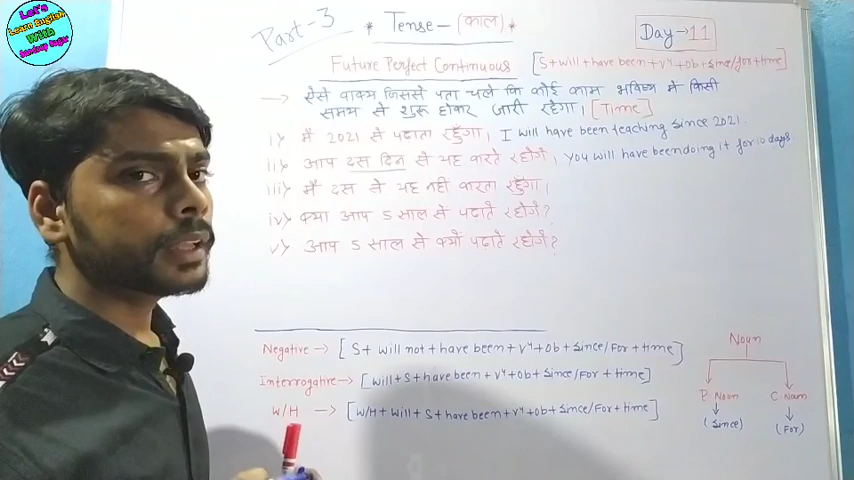 Let's
Learn English
With
Sandeep Sagar
Part-3
* Tense - (काल) *
Day → 11
Future Perfect Continuous [S+will+have been+V⁴+Ob+since/for+time]
→ ऐसे वाक्य जिससे पता चले कि कोई काम भविष्य में किसी
समय से शुरू होकर जारी रहेगा। [Time]
i) मैं 2021 से पढ़ाता रहूँगा। I will have been teaching since 2021.
ii) आप दस दिन से यह करते रहोगे, You will have been doing it for 10 days
iii) मैं दस से यह नहीं करता रहूँगा।
iv) क्या आप 5 साल से पढ़ाते रहोगे?
v) आप 5 साल से क्यों पढ़ाते रहोगे?
Negative → [S+ will not + have been + V⁴+Ob + Since/For + time]
Interrogative → [will+S+ have been + V⁴+Ob + Since/For + time]
W/H → [W/H + Will + S + have been + V⁴+Ob + Since/For + time]
Noun
P. Noun C. Noun
(Since) (For)